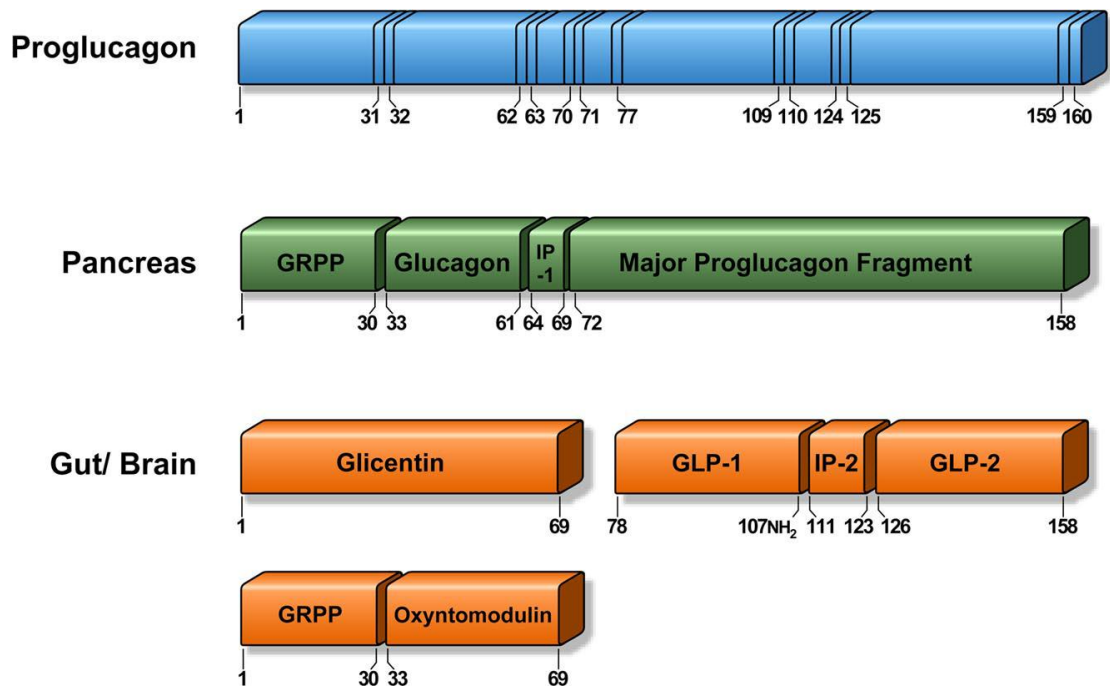 Proglucagon
1 31 32 62 63 70 71 77 109 110 124 125 159 160
Pancreas
GRPP Glucagon IP Major Proglucagon Fragment
-1
1 30 33 61 64 69 72 158
Gut/ Brain
Glicentin GLP-1 IP-2 GLP-2
1 69 78 107NH₂ 111 123 126 158
GRPP Oxyntomodulin
1 30 33 69